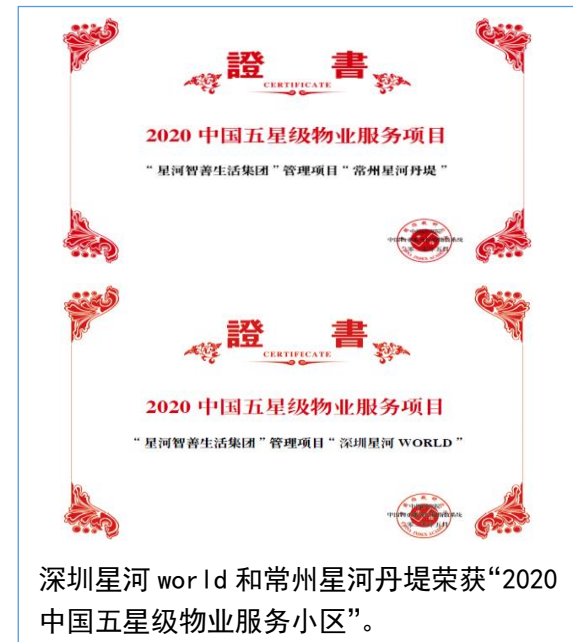 證 書
CERTIFICATE
2020 中国五星级物业服务项目
“星河智善生活集团”管理项目“常州星河丹堤”
證 書
CERTIFICATE
2020 中国五星级物业服务项目
“星河智善生活集团”管理项目“深圳星河 WORLD”
深圳星河 world 和常州星河丹堤荣获“2020
中国五星级物业服务小区”。